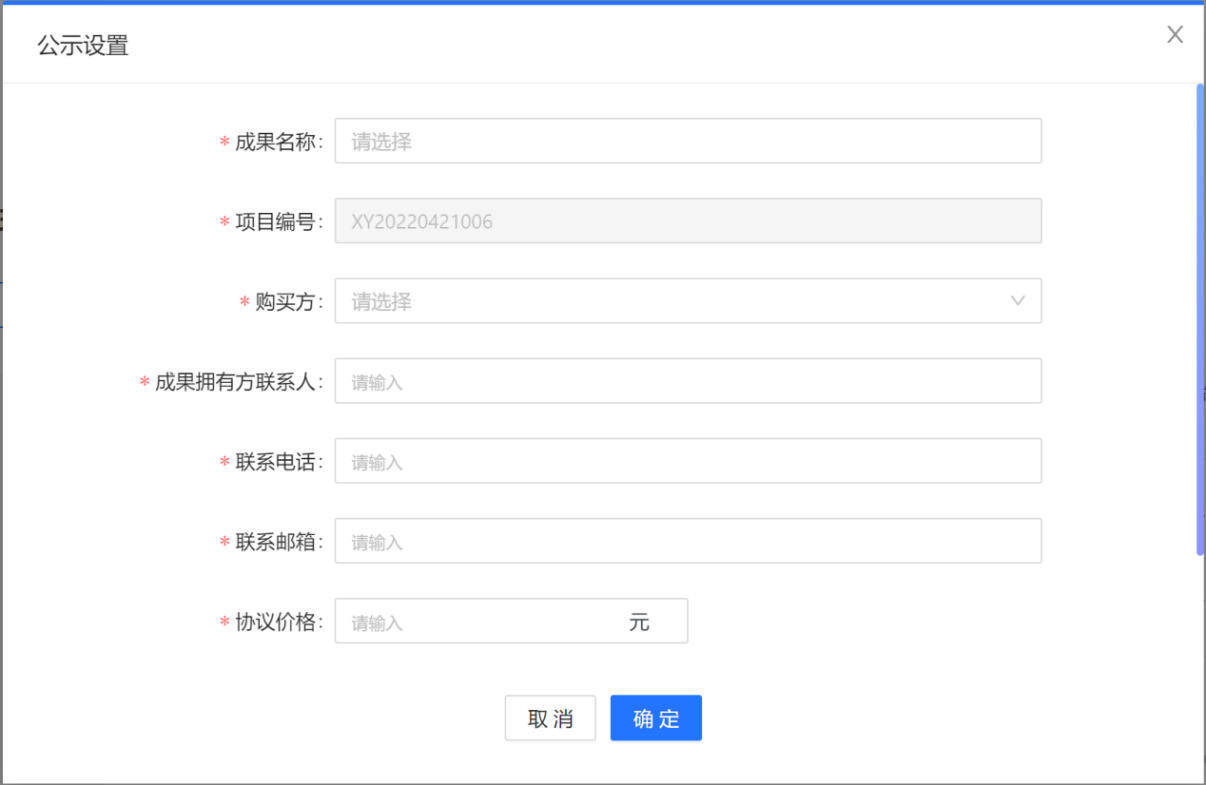 公示设置
* 成果名称: 请选择
* 项目编号: XY20220421006
* 购买方: 请选择
* 成果拥有方联系人: 请输入
* 联系电话: 请输入
* 联系邮箱: 请输入
* 协议价格: 请输入 元
取 消 确 定